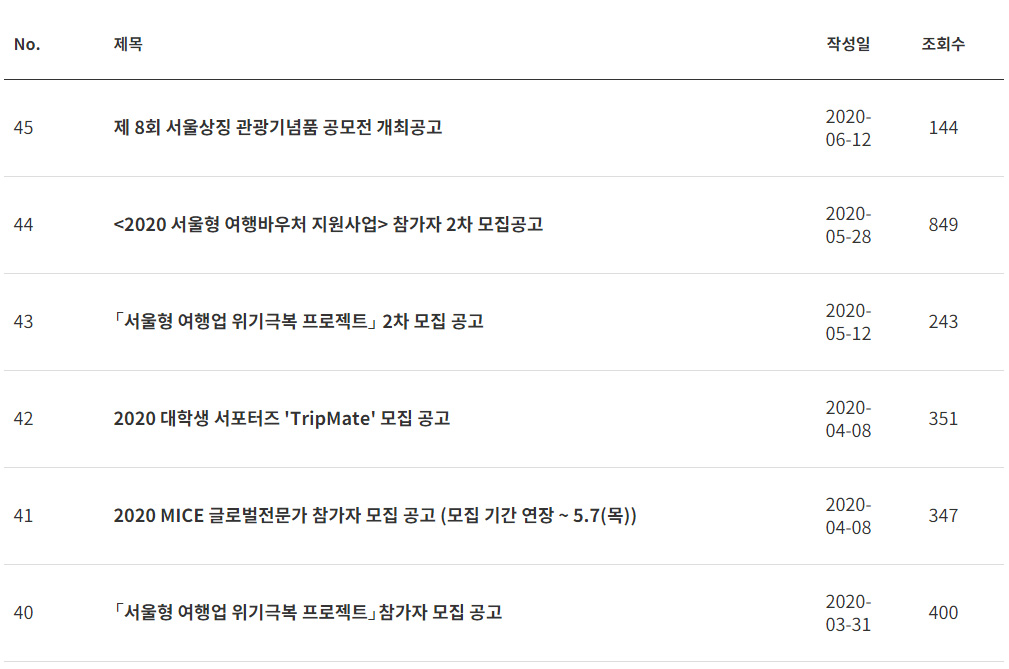 No. 제목 작성일 조회수
45 제 8회 서울상징 관광기념품 공모전 개최공고 2020-06-12 144
44 <2020 서울형 여행바우처 지원사업> 참가자 2차 모집공고 2020-05-28 849
43 「서울형 여행업 위기극복 프로젝트」 2차 모집 공고 2020-05-12 243
42 2020 대학생 서포터즈 'TripMate' 모집 공고 2020-04-08 351
41 2020 MICE 글로벌전문가 참가자 모집 공고 (모집 기간 연장 ~ 5.7(목)) 2020-04-08 347
40 「서울형 여행업 위기극복 프로젝트」참가자 모집 공고 2020-03-31 400